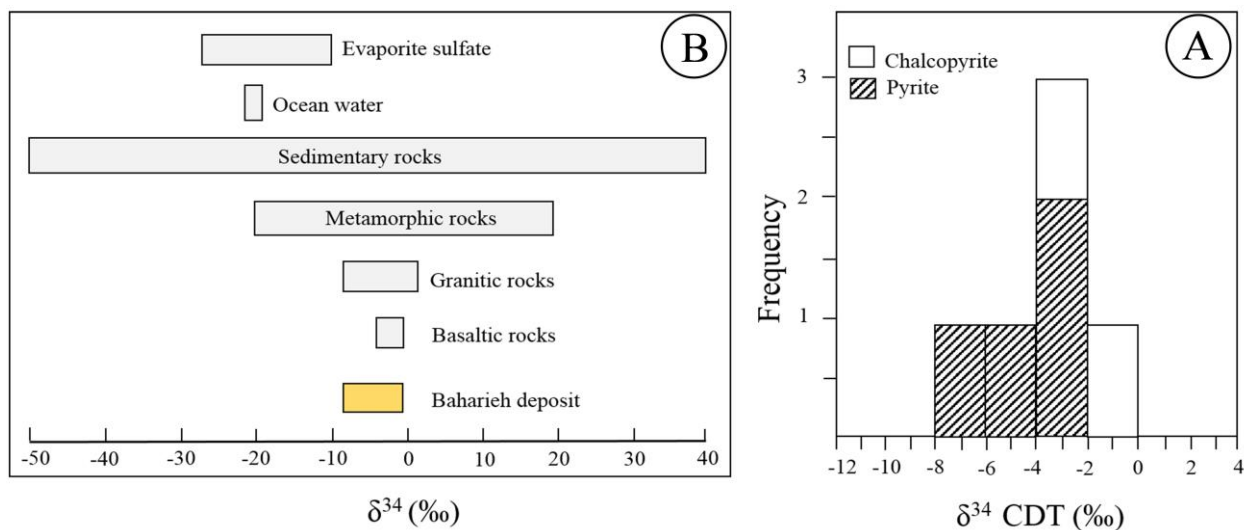 B
Evaporite sulfate
Ocean water
Sedimentary rocks
Metamorphic rocks
Granitic rocks
Basaltic rocks
Baharieh deposit
-50 -40 -30 -20 -10 0 10 20 30 40
δ³⁴ (‰)
A
Chalcopyrite
Pyrite
Frequency
3
2
1
-12 -10 -8 -6 -4 -2 0 2 4
δ³⁴ CDT (‰)